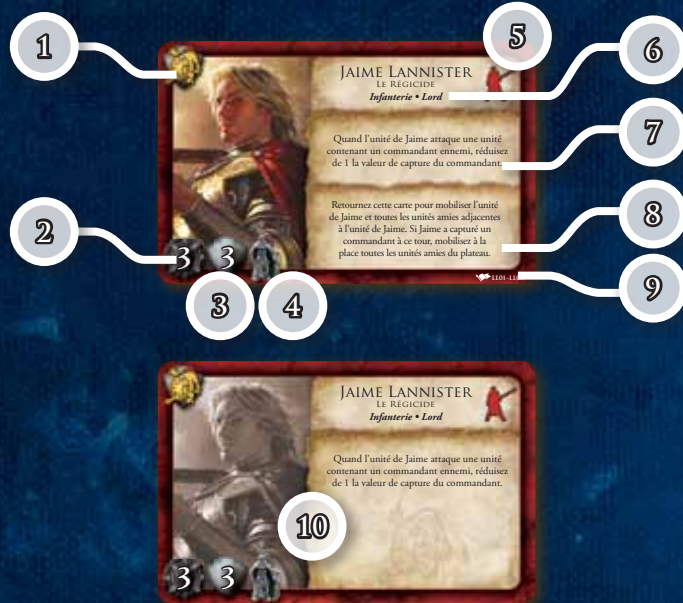 1
5
6
JAIME LANNISTER
LE RÉGICIDE
Infanterie • Lord
7
Quand l'unité de Jaime attaque une unité
contenant un commandant ennemi, réduisez
de 1 la valeur de capture du commandant.
Retournez cette carte pour mobiliser l'unité
de Jaime et toutes les unités amies adjacentes
à l'unité de Jaime. Si Jaime a capturé un
commandant à ce tour, mobilisez à la
place toutes les unités amies du plateau.
8
2
3 3
9
3
4
JAIME LANNISTER
LE RÉGICIDE
Infanterie • Lord
Quand l'unité de Jaime attaque une unité
contenant un commandant ennemi, réduisez
de 1 la valeur de capture du commandant.
10
3 3